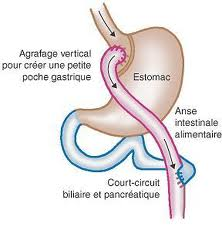 Agrafage vertical
pour créer une petite
poche gastrique
Estomac
Anse
intestinale
alimentaire
Court-circuit
biliaire et pancréatique